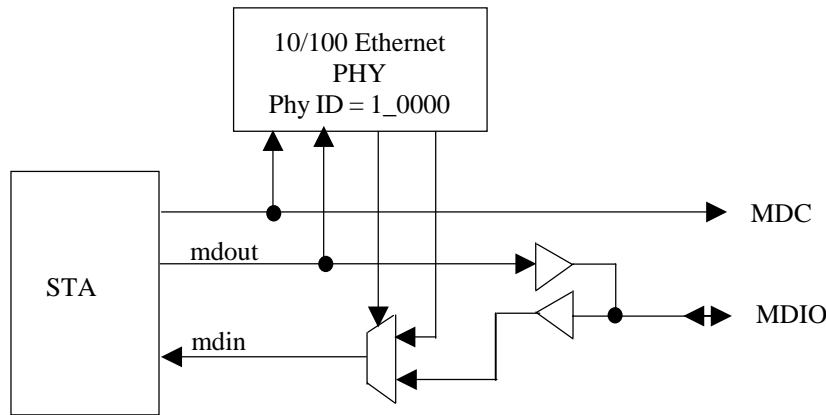 10/100 Ethernet
PHY
Phy ID = 1_0000
MDC
mdout
STA
MDIO
mdin